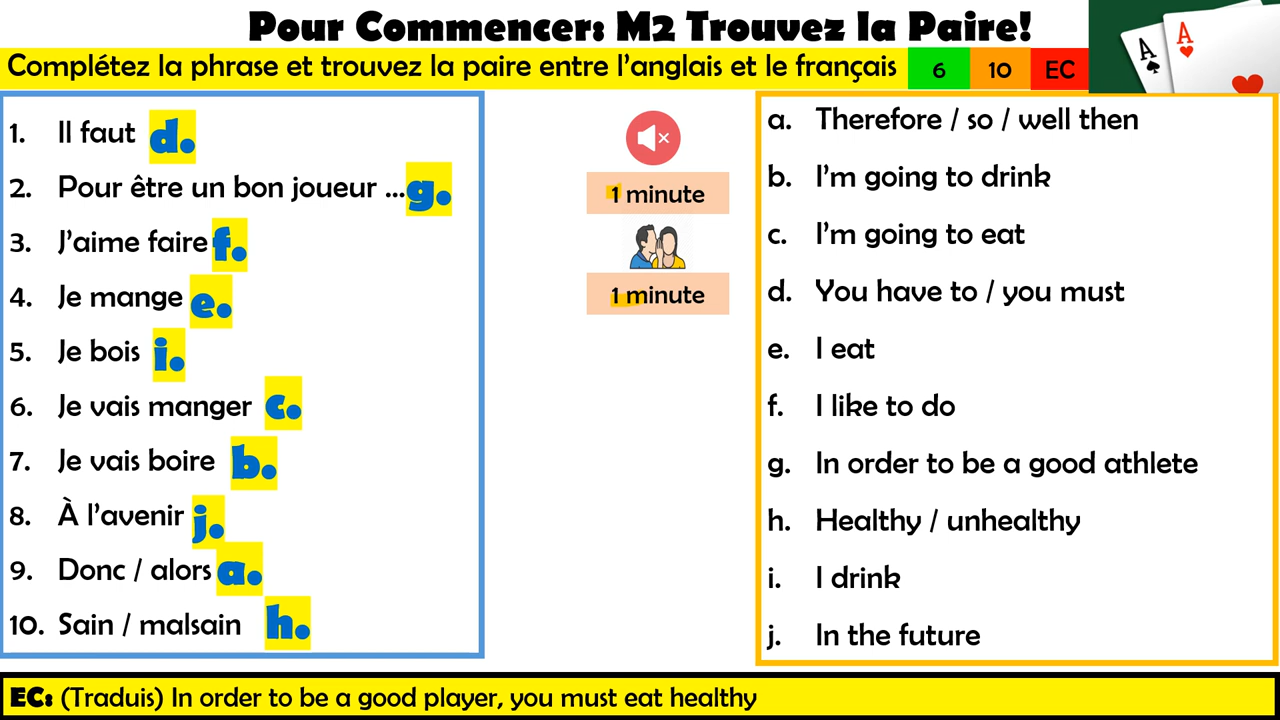 Pour Commencer: M2 Trouvez la Paire!
Complétez la phrase et trouvez la paire entre l’anglais et le français
6 10 EC
A A
1. Il faut d.
2. Pour être un bon joueur ... g.
3. J’aime faire f.
4. Je mange e.
5. Je bois i.
6. Je vais manger c.
7. Je vais boire b.
8. À l’avenir j.
9. Donc / alors a.
10. Sain / malsain h.
1 minute
1 minute
a. Therefore / so / well then
b. I’m going to drink
c. I’m going to eat
d. You have to / you must
e. I eat
f. I like to do
g. In order to be a good athlete
h. Healthy / unhealthy
i. I drink
j. In the future
EC: (Traduis) In order to be a good player, you must eat healthy